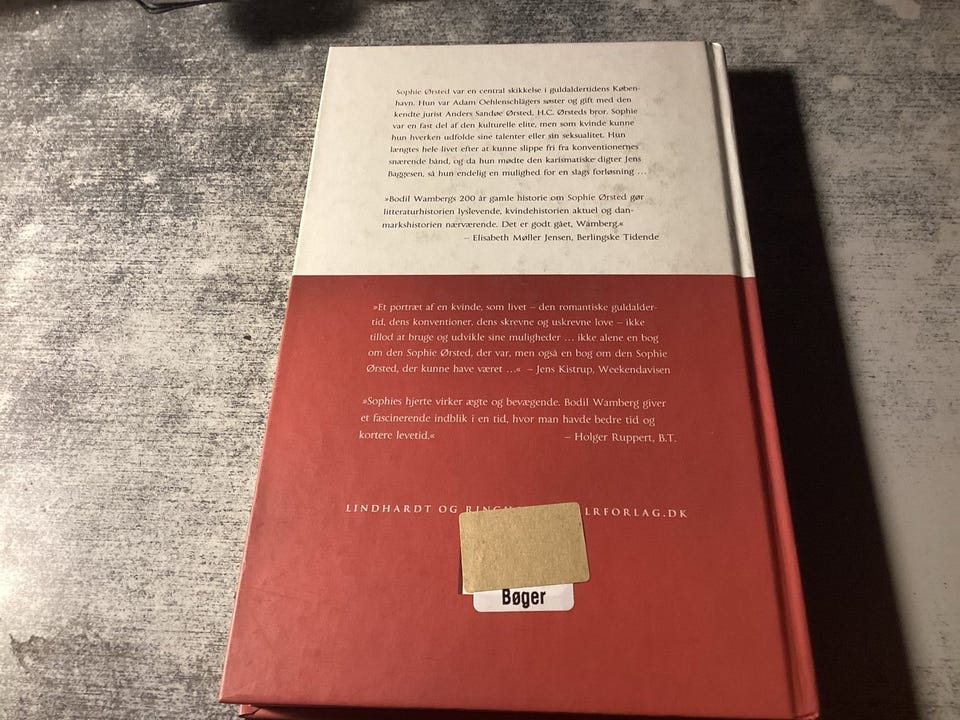 Sophie Ørsted var en central skikkelse i guldaldertidens Køben-
havn. Hun var Adam Oehlenschlägers søster og gift med den
kendte jurist Anders Sandøe Ørsted, H.C. Ørsteds bror. Sophie
var en fast del af den kulturelle elite, men som kvinde kunne
hun hverken udfolde sine talenter eller sin seksualitet. Hun
længtes hele livet efter at kunne slippe fri fra konventionernes
snærende bånd, og da hun mødte den karismatiske digter Jens
Baggesen, så hun endelig en mulighed for en slags forløsning ...
»Bodil Wambergs 200 år gamle historie om Sophie Ørsted gør
litteraturhistorien lyslevende, kvindehistorien aktuel og dan-
markshistorien nærværende. Det er godt gået, Wamberg.«
– Elisabeth Møller Jensen, Berlingske Tidende
»Et portræt af en kvinde, som livet – den romantiske guldalder-
tid, dens konventioner, dens skrevne og uskrevne love – ikke
tillod at bruge og udvikle sine muligheder ... ikke alene en bog
om den Sophie Ørsted, der var, men også en bog om den Sophie
Ørsted, der kunne have været ...« – Jens Kistrup, Weekendavisen
»Sophies hjerte virker ægte og bevægende. Bodil Wamberg giver
et fascinerende indblik i en tid, hvor man havde bedre tid og
kortere levetid.« – Holger Ruppert, B.T.
LINDHARDT OG LRFORLAG.DK
Bøger